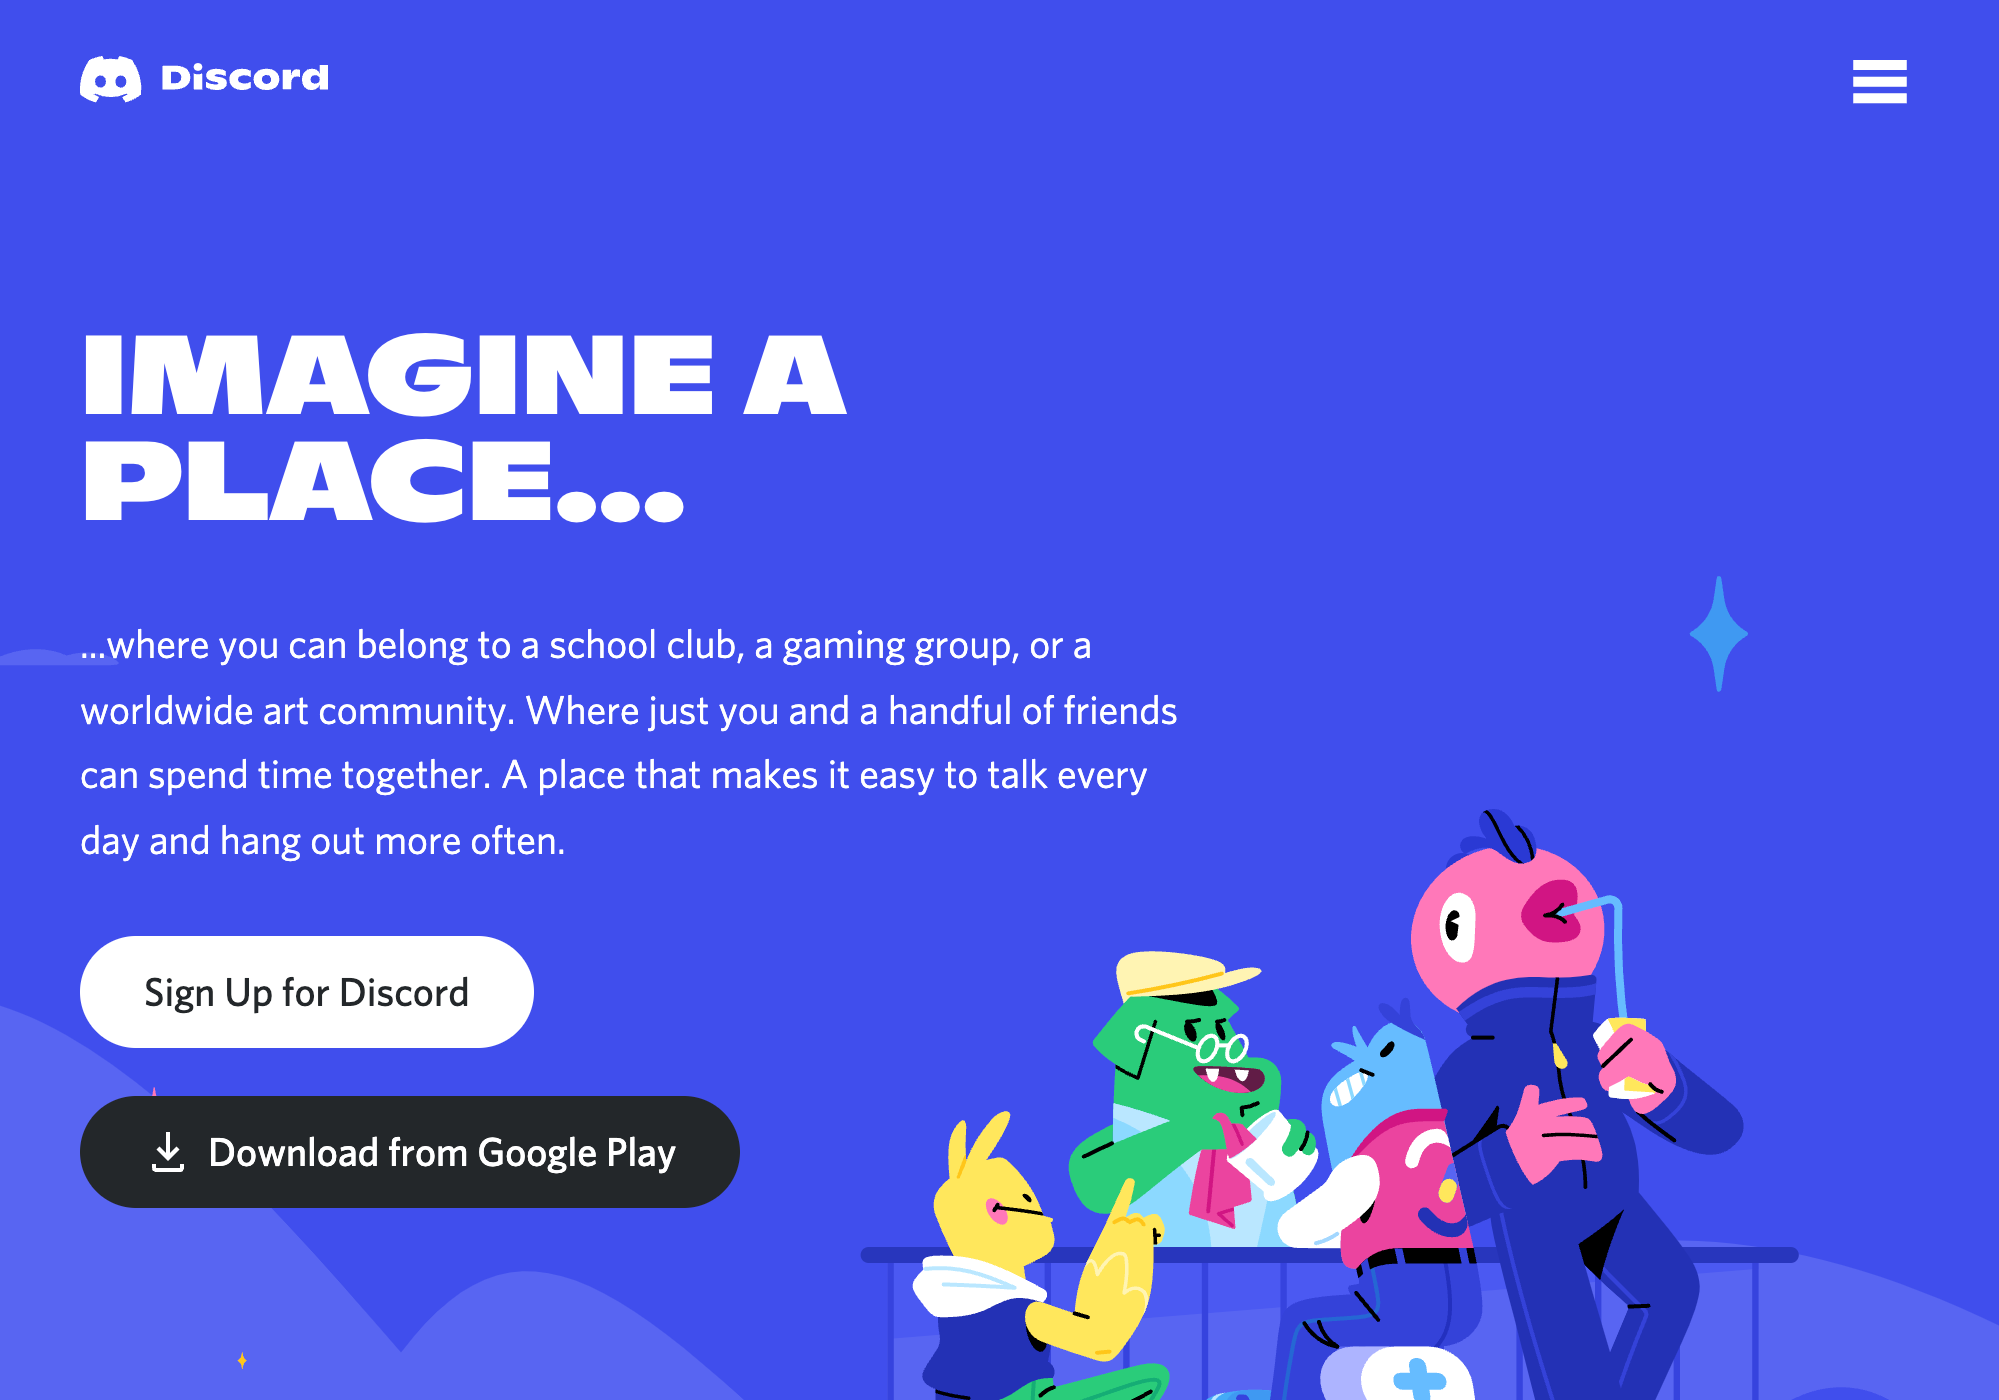 Discord
IMAGINE A
PLACE...
...where you can belong to a school club, a gaming group, or a
worldwide art community. Where just you and a handful of friends
can spend time together. A place that makes it easy to talk every
day and hang out more often.
Sign Up for Discord
Download from Google Play